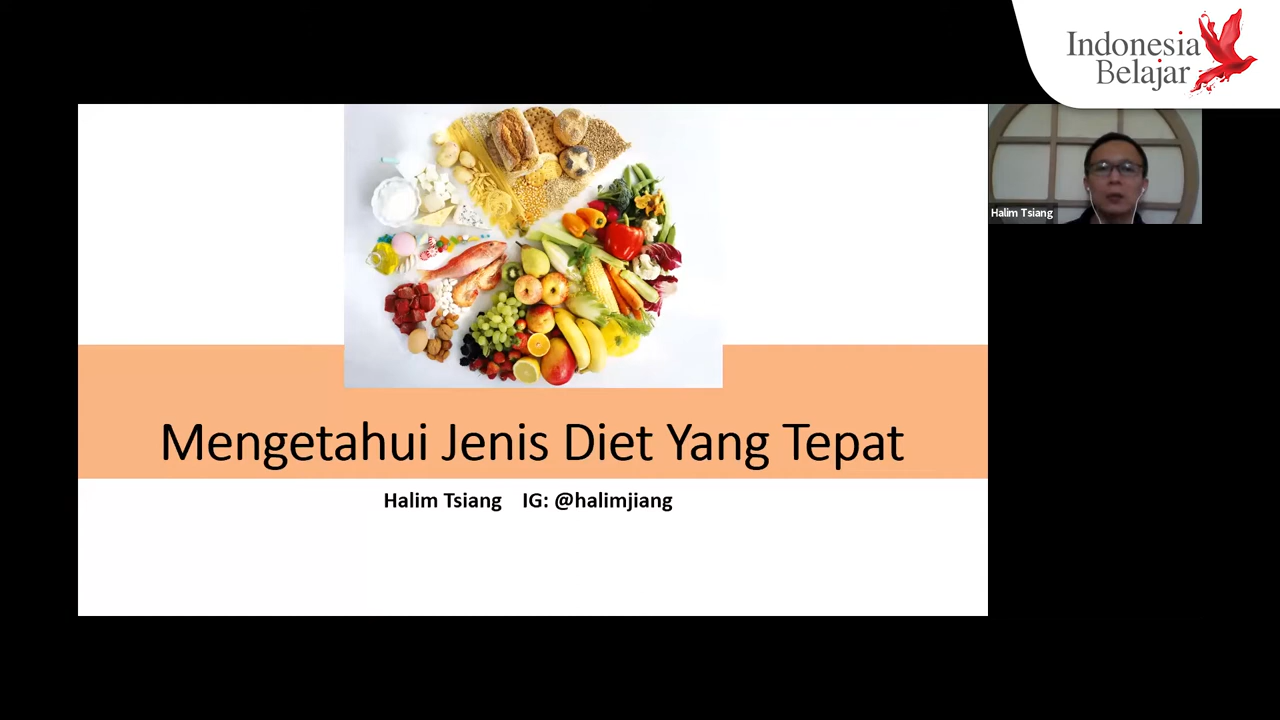 Indonesia
Belajar
Halim Tsiang
Mengetahui Jenis Diet Yang Tepat
Halim Tsiang IG: @halimjiang